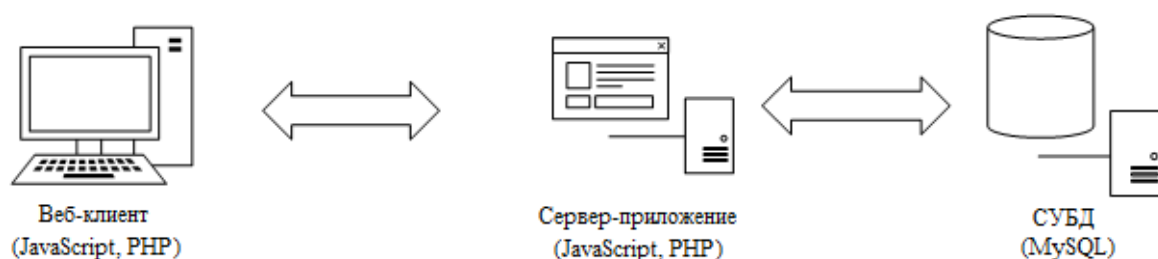 Веб-клиент
(JavaScript, PHP)
Сервер-приложение
(JavaScript, PHP)
СУБД
(MySQL)